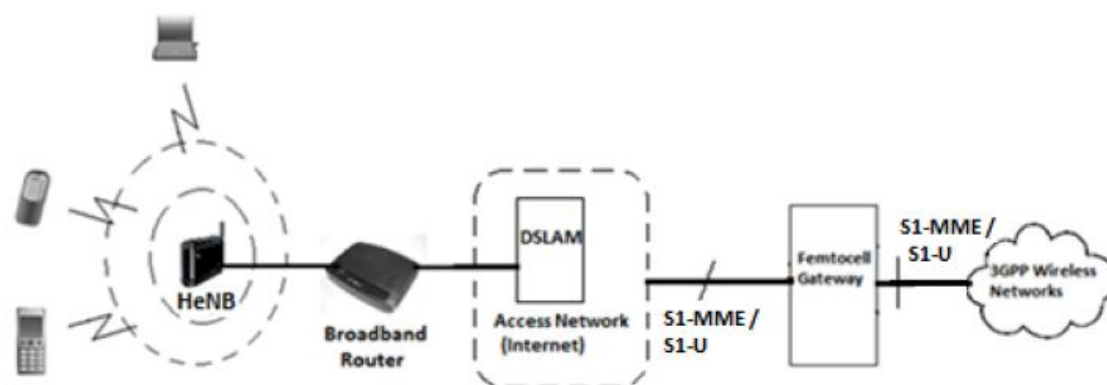 HeNB
Broadband
Router
DSLAM
Access Network
(Internet)
S1-MME /
S1-U
Femtocell
Gateway
S1-MME /
S1-U
3GPP Wireless
Networks